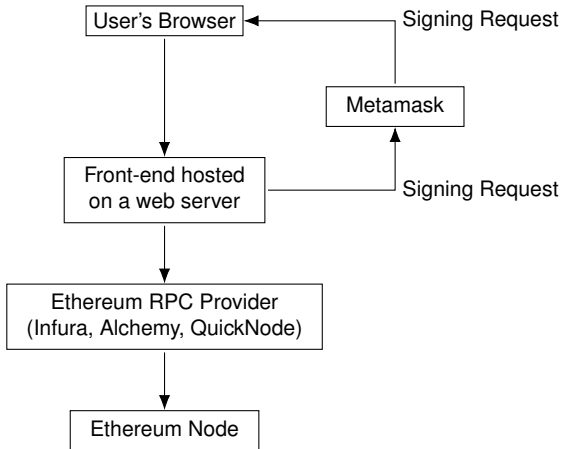 User's Browser
Signing Request
Metamask
Front-end hosted
on a web server
Signing Request
Ethereum RPC Provider
(Infura, Alchemy, QuickNode)
Ethereum Node